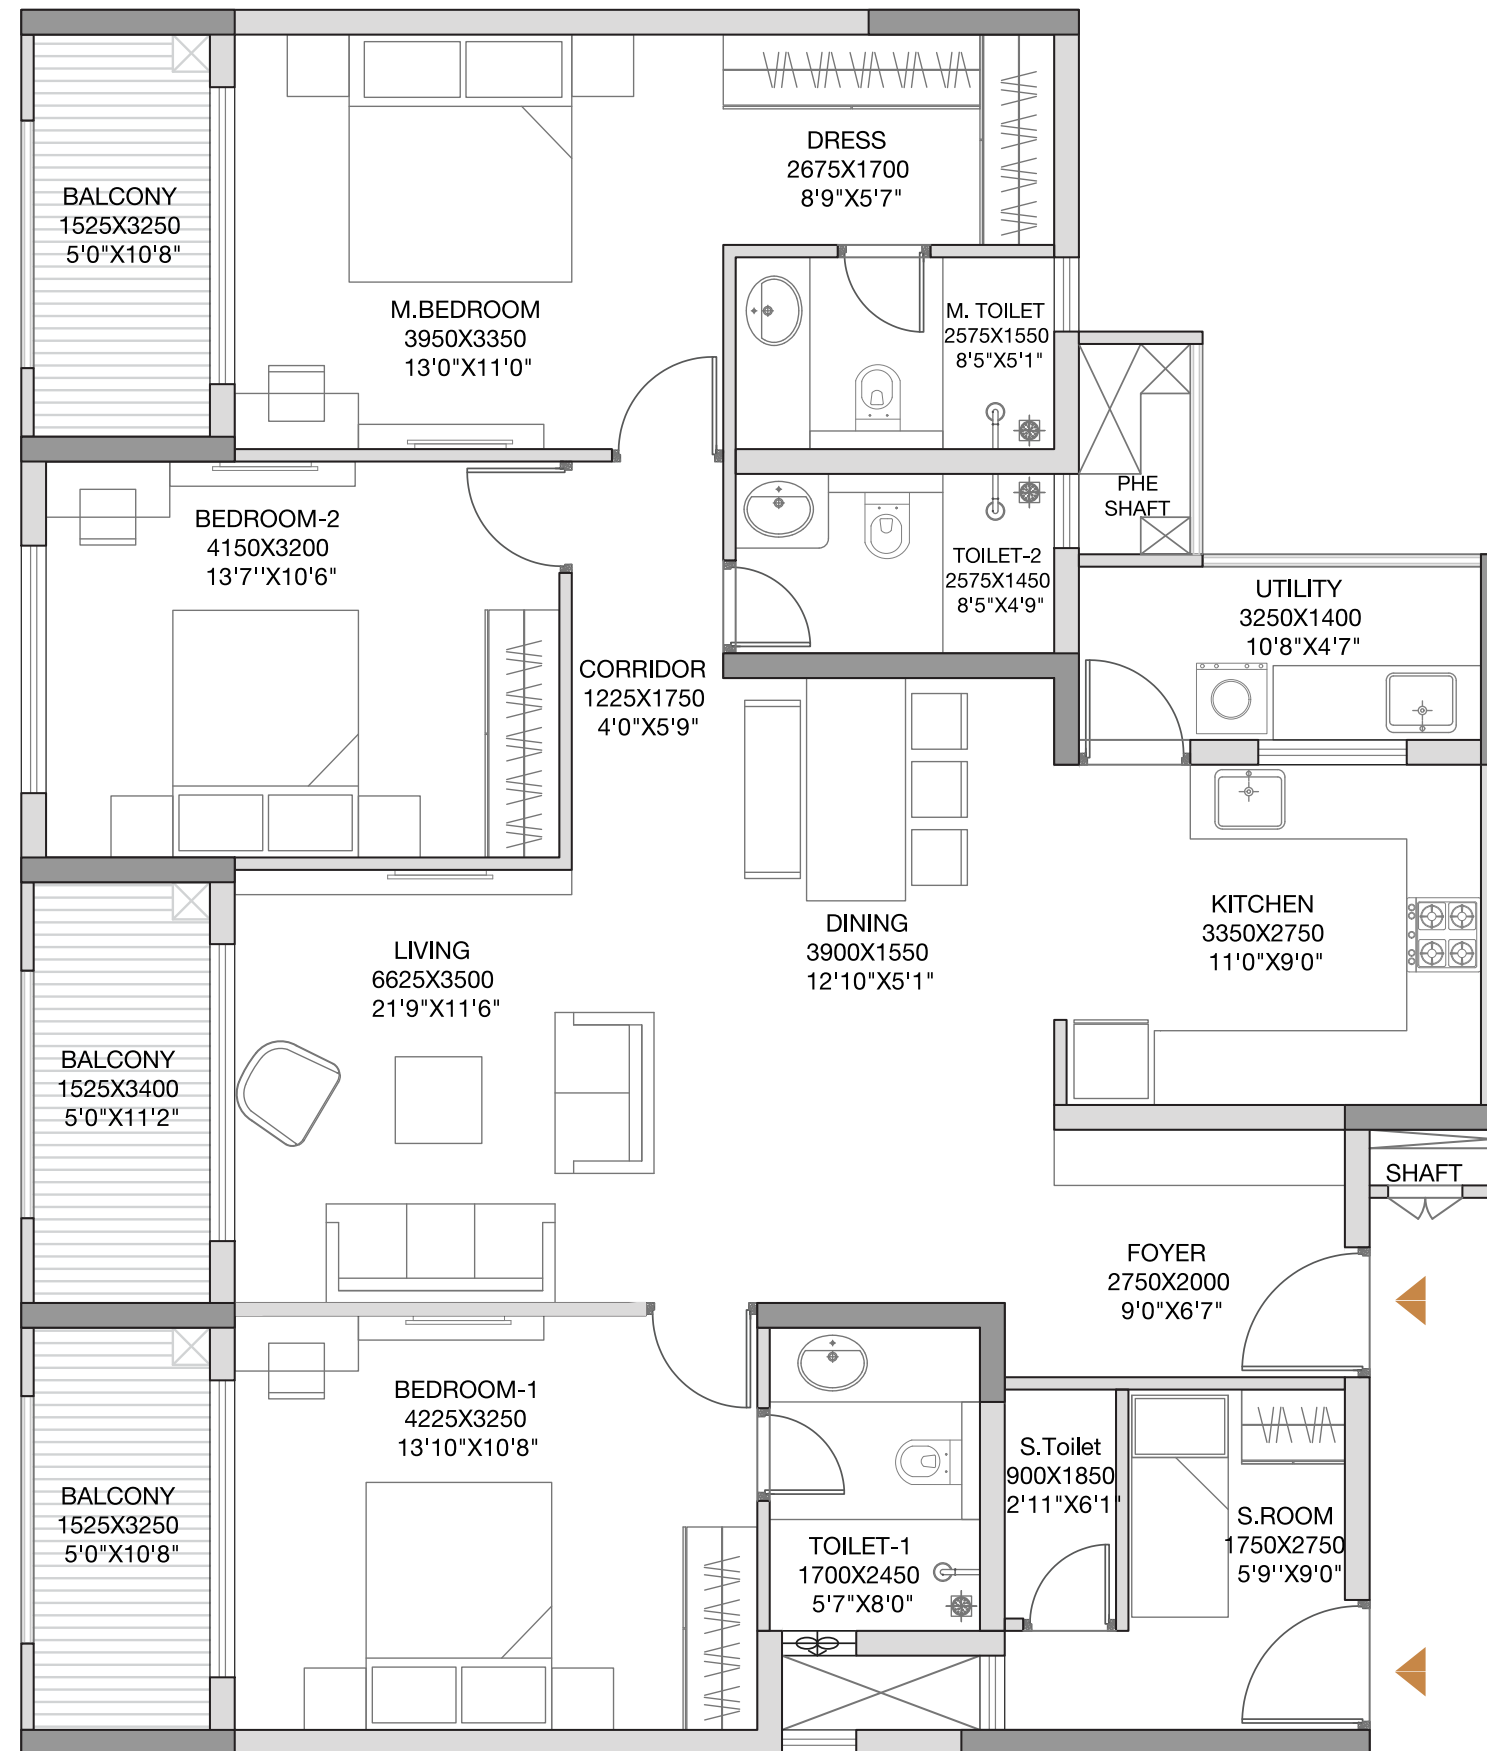 DRESS
2675X1700
8'9"X5'7"
BALCONY
1525X3250
5'0"X10'8"
M.BEDROOM
3950X3350
13'0"X11'0"
M. TOILET
2575X1550
8'5"X5'1"
PHE
SHAFT
BEDROOM-2
4150X3200
13'7''X10'6"
TOILET-2
2575X1450
8'5"X4'9"
UTILITY
3250X1400
10'8"X4'7"
CORRIDOR
1225X1750
4'0"X5'9"
KITCHEN
3350X2750
11'0"X9'0"
DINING
3900X1550
12'10"X5'1"
LIVING
6625X3500
21'9"X11'6"
BALCONY
1525X3400
5'0"X11'2"
SHAFT
FOYER
2750X2000
9'0"X6'7"
BEDROOM-1
4225X3250
13'10"X10'8"
S.Toilet
900X1850
2'11"X6'1"
BALCONY
1525X3250
5'0"X10'8"
S.ROOM
1750X2750
5'9''X9'0"
TOILET-1
1700X2450
5'7"X8'0"